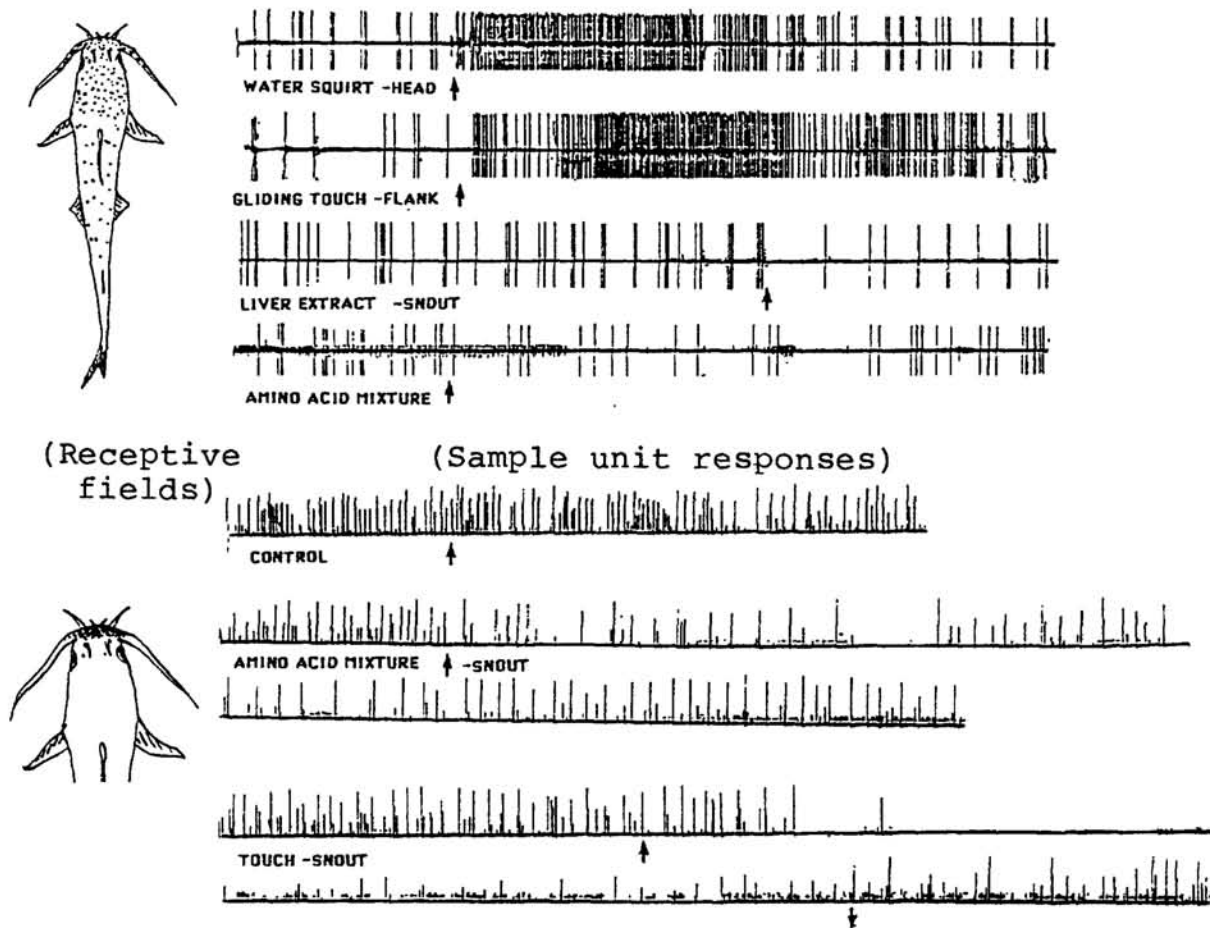 WATER SQUIRT -HEAD
GLIDING TOUCH -FLANK
LIVER EXTRACT -SNOUT
AMINO ACID MIXTURE
(Receptive fields)
(Sample unit responses)
CONTROL
AMINO ACID MIXTURE -SNOUT
TOUCH -SNOUT